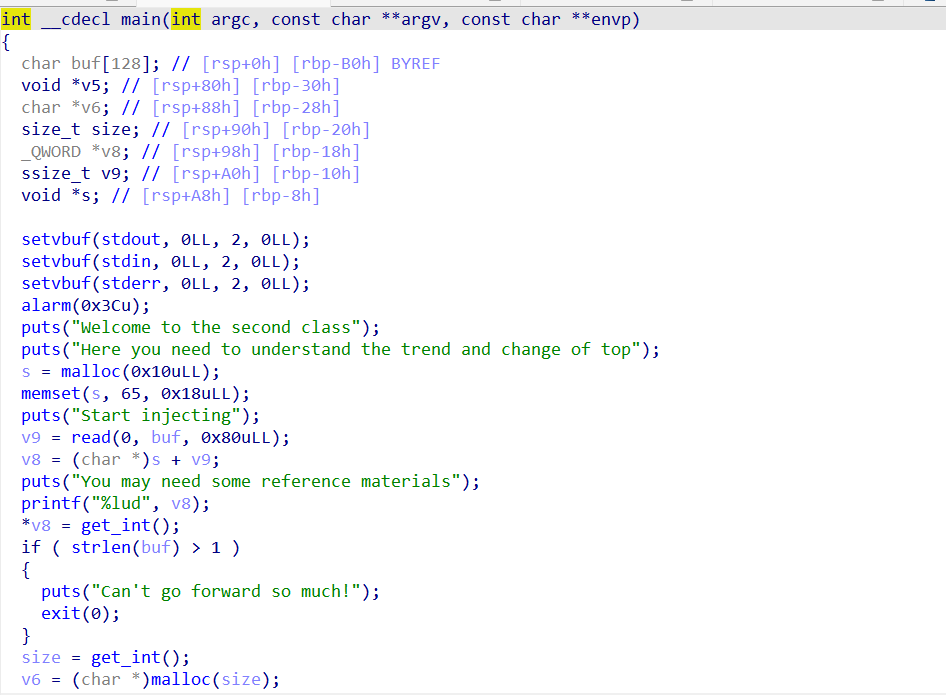 int __cdecl main(int argc, const char **argv, const char **envp)
{
  char buf[128]; // [rsp+0h] [rbp-B0h] BYREF
  void *v5; // [rsp+80h] [rbp-30h]
  char *v6; // [rsp+88h] [rbp-28h]
  size_t size; // [rsp+90h] [rbp-20h]
  _QWORD *v8; // [rsp+98h] [rbp-18h]
  ssize_t v9; // [rsp+A0h] [rbp-10h]
  void *s; // [rsp+A8h] [rbp-8h]

  setvbuf(stdout, 0LL, 2, 0LL);
  setvbuf(stdin, 0LL, 2, 0LL);
  setvbuf(stderr, 0LL, 2, 0LL);
  alarm(0x3Cu);
  puts("Welcome to the second class");
  puts("Here you need to understand the trend and change of top");
  s = malloc(0x10uLL);
  memset(s, 65, 0x18uLL);
  puts("Start injecting");
  v9 = read(0, buf, 0x80uLL);
  v8 = (char *)s + v9;
  puts("You may need some reference materials");
  printf("%lud", v8);
  *v8 = get_int();
  if ( strlen(buf) > 1 )
  {
    puts("Can't go forward so much!");
    exit(0);
  }
  size = get_int();
  v6 = (char *)malloc(size);